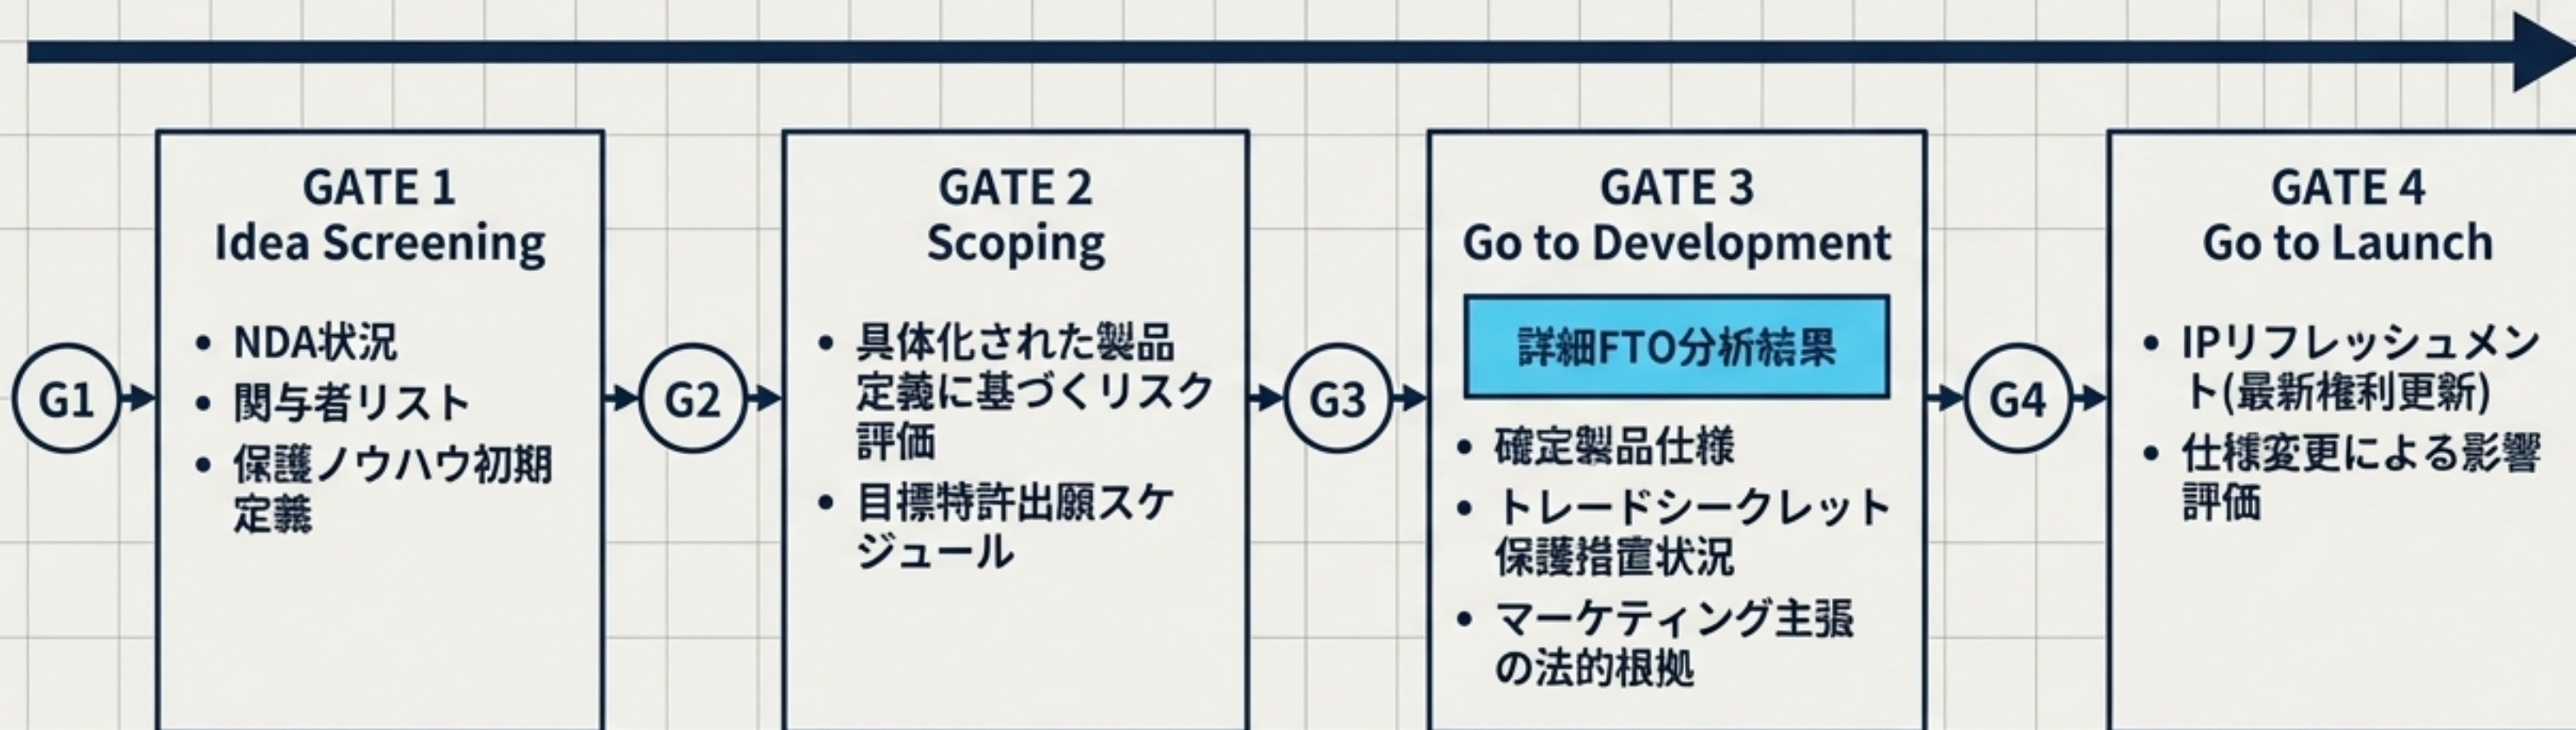 G1
GATE 1
Idea Screening
• NDA状況
• 関与者リスト
• 保護ノウハウ初期
定義
G2
GATE 2
Scoping
• 具体化された製品
定義に基づくリスク
評価
• 目標特許出願スケ
ジュール
G3
GATE 3
Go to Development
詳細FTO分析結果
• 確定製品仕様
• トレードシークレット
保護措置状況
• マーケティング主張
の法的根拠
G4
GATE 4
Go to Launch
• IPリフレッシュメン
ト(最新権利更新)
• 仕様変更による影響
評価